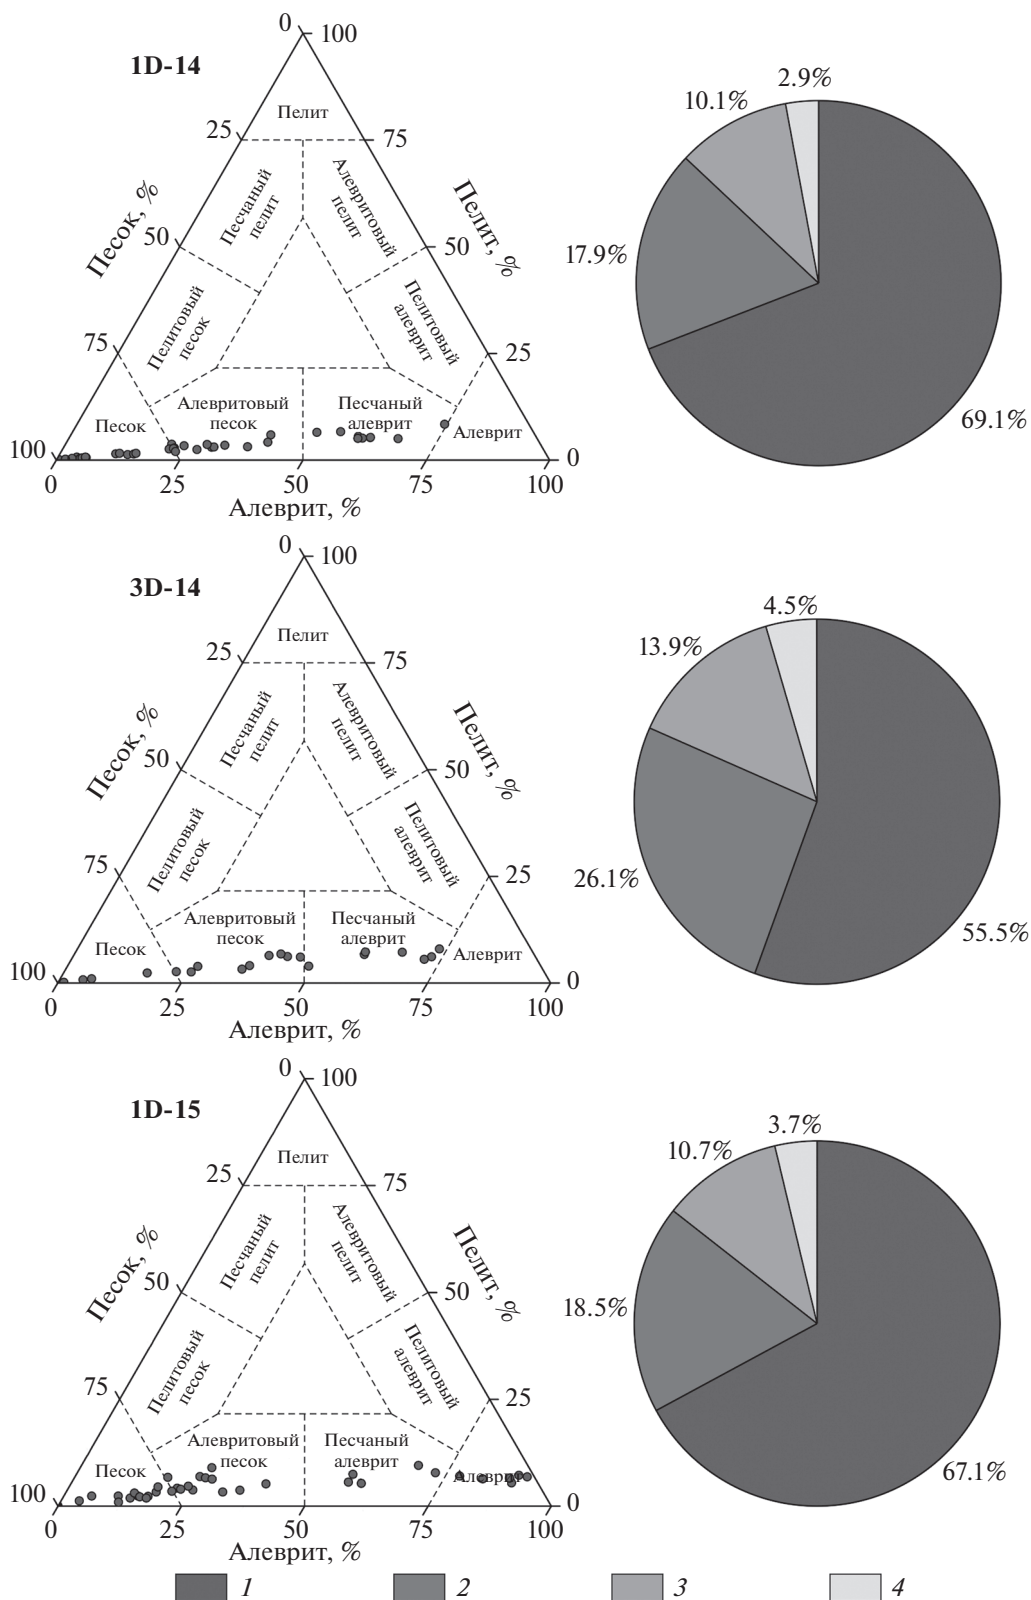 1D-14
0
100
Пелит
25
75
Песчаный
пелит
Алевритовый
пелит
Песок, %
Пелит, %
50
50
Пелитовый
песок
Пелитовый
алеврит
75
25
Песок
Алевритовый
песок
Песчаный
алеврит
Алеврит
100
0
0
25
50
75
100
Алеврит, %
2.9%
10.1%
17.9%
69.1%
3D-14
0
100
Пелит
25
75
Песчаный
пелит
Алевритовый
пелит
Песок, %
Пелит, %
50
50
Пелитовый
песок
Пелитовый
алеврит
75
25
Песок
Алевритовый
песок
Песчаный
алеврит
Алеврит
100
0
0
25
50
75
100
Алеврит, %
4.5%
13.9%
26.1%
55.5%
1D-15
0
100
Пелит
25
75
Песчаный
пелит
Алевритовый
пелит
Песок, %
Пелит, %
50
50
Пелитовый
песок
Пелитовый
алеврит
75
25
Песок
Алевритовый
песок
Песчаный
алеврит
Алеврит
100
0
0
25
50
75
100
Алеврит, %
3.7%
10.7%
18.5%
67.1%
1 2 3 4